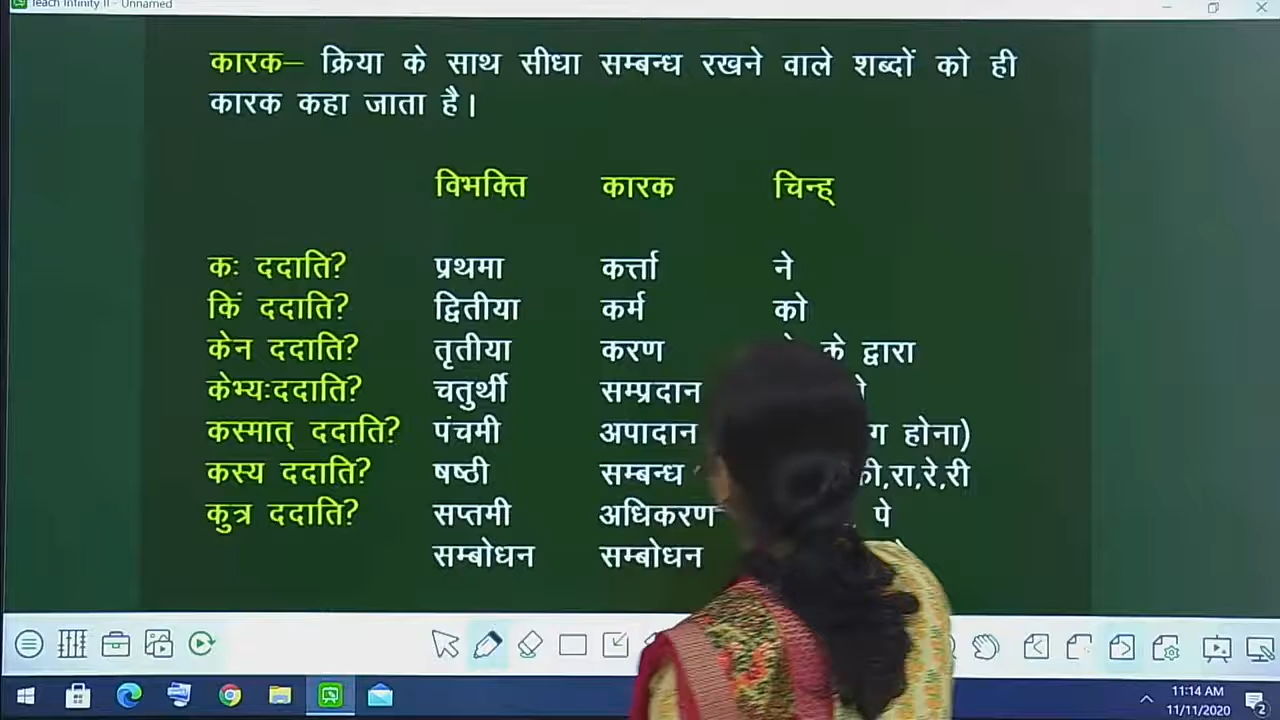 Teach Infinity II - Unnamed
कारक– क्रिया के साथ सीधा सम्बन्ध रखने वाले शब्दों को ही
कारक कहा जाता है।
विभक्ति कारक चिन्ह्
कः ददाति? प्रथमा कर्त्ता ने
किं ददाति? द्वितीया कर्म को
केन ददाति? तृतीया करण के द्वारा
केभ्यःददाति? चतुर्थी सम्प्रदान
कस्मात् ददाति? पंचमी अपादान होना)
कस्य ददाति? षष्ठी सम्बन्ध की,रा,रे,री
कुत्र ददाति? सप्तमी अधिकरण पे
सम्बोधन सम्बोधन
11:14 AM
11/11/2020
2